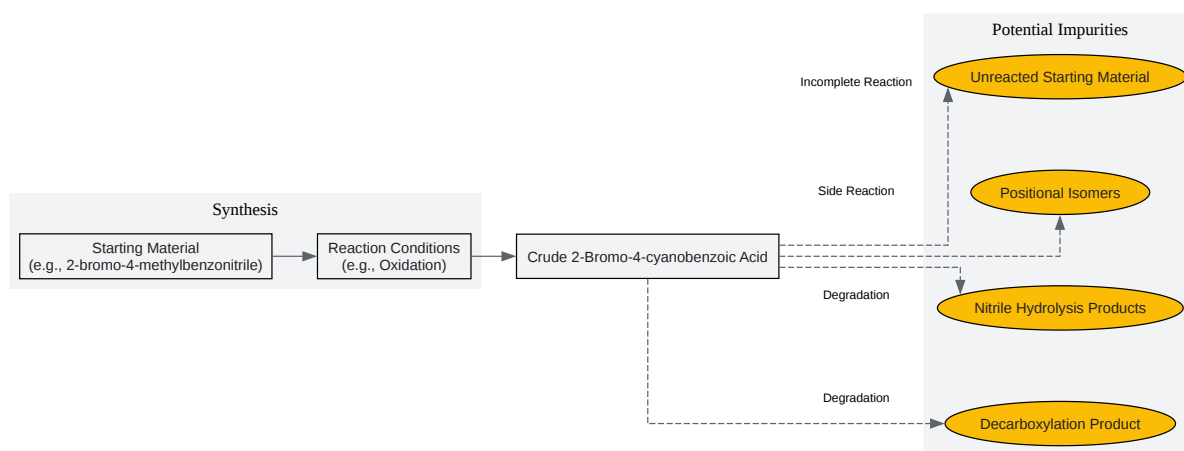 Potential Impurities
Unreacted Starting Material
Incomplete Reaction
Side Reaction
Positional Isomers
Synthesis
Starting Material
(e.g., 2-bromo-4-methylbenzonitrile)
Reaction Conditions
(e.g., Oxidation)
Crude 2-Bromo-4-cyanobenzoic Acid
Degradation
Nitrile Hydrolysis Products
Degradation
Decarboxylation Product